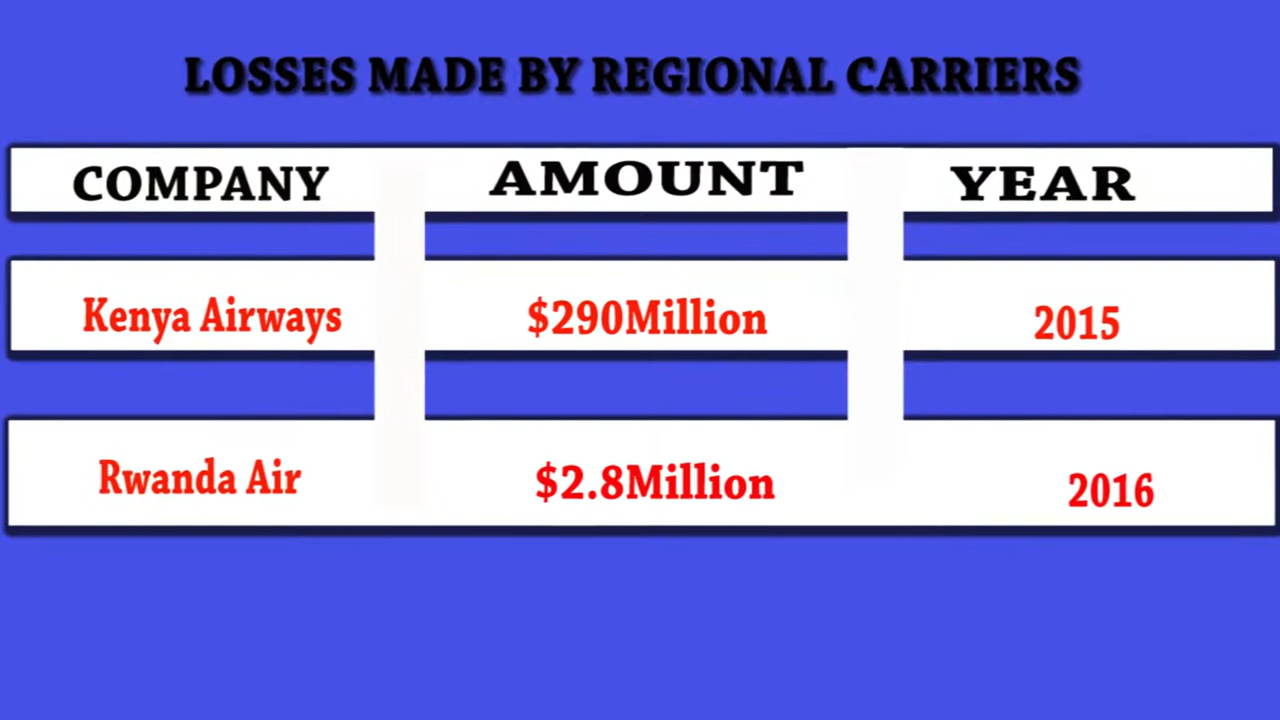 LOSSES MADE BY REGIONAL CARRIERS
COMPANY AMOUNT YEAR
Kenya Airways $290Million 2015
Rwanda Air $2.8Million 2016